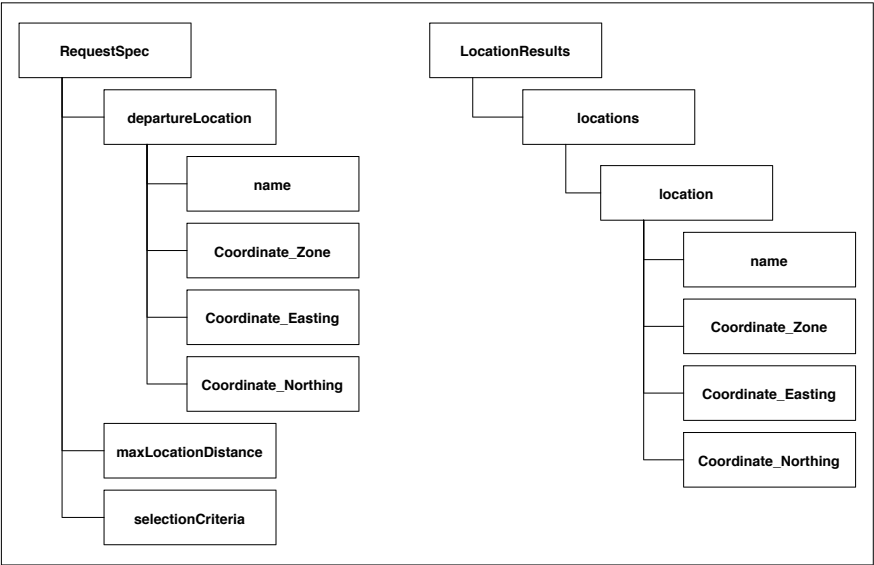 RequestSpec
departureLocation
name
Coordinate_Zone
Coordinate_Easting
Coordinate_Northing
maxLocationDistance
selectionCriteria
LocationResults
locations
location
name
Coordinate_Zone
Coordinate_Easting
Coordinate_Northing